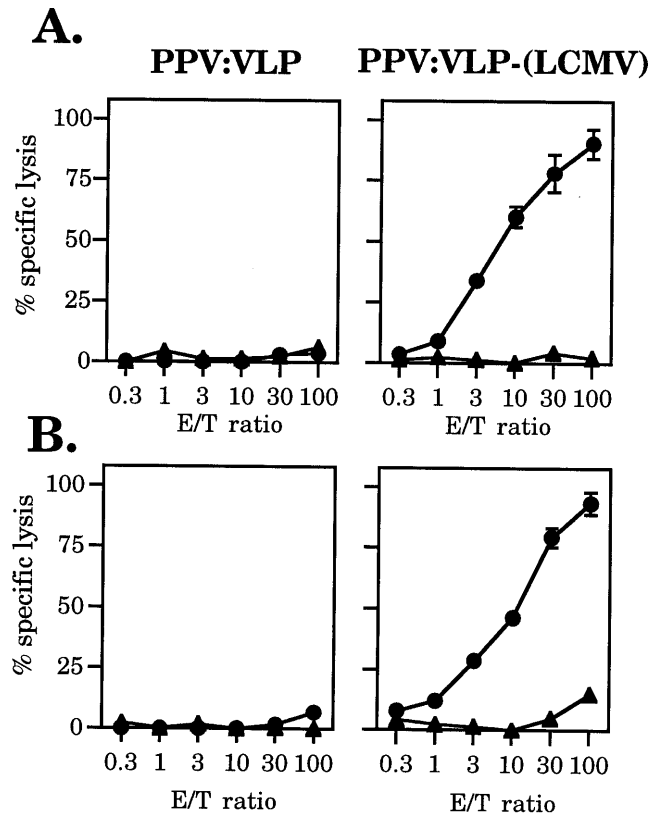 A.
PPV:VLP PPV:VLP-(LCMV)
% specific lysis
100
75
50
25
0
0.3 1 3 10 30 100 0.3 1 3 10 30 100
E/T ratio E/T ratio
B.
% specific lysis
100
75
50
25
0
0.3 1 3 10 30 100 0.3 1 3 10 30 100
E/T ratio E/T ratio